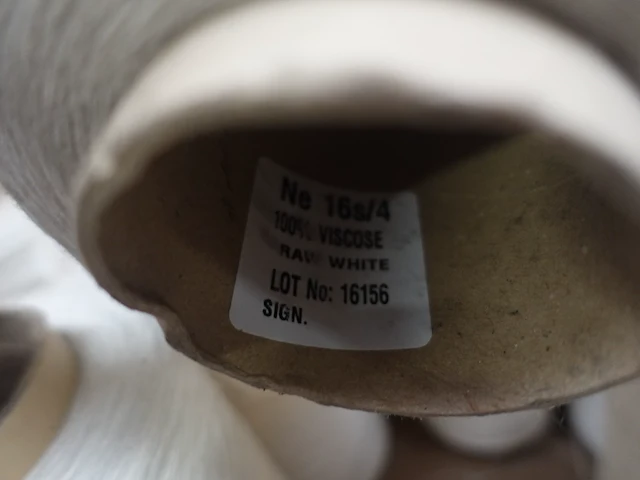 Ne 16s/4
100% VISCOSE
RAW WHITE
LOT No: 16156
SIGN.